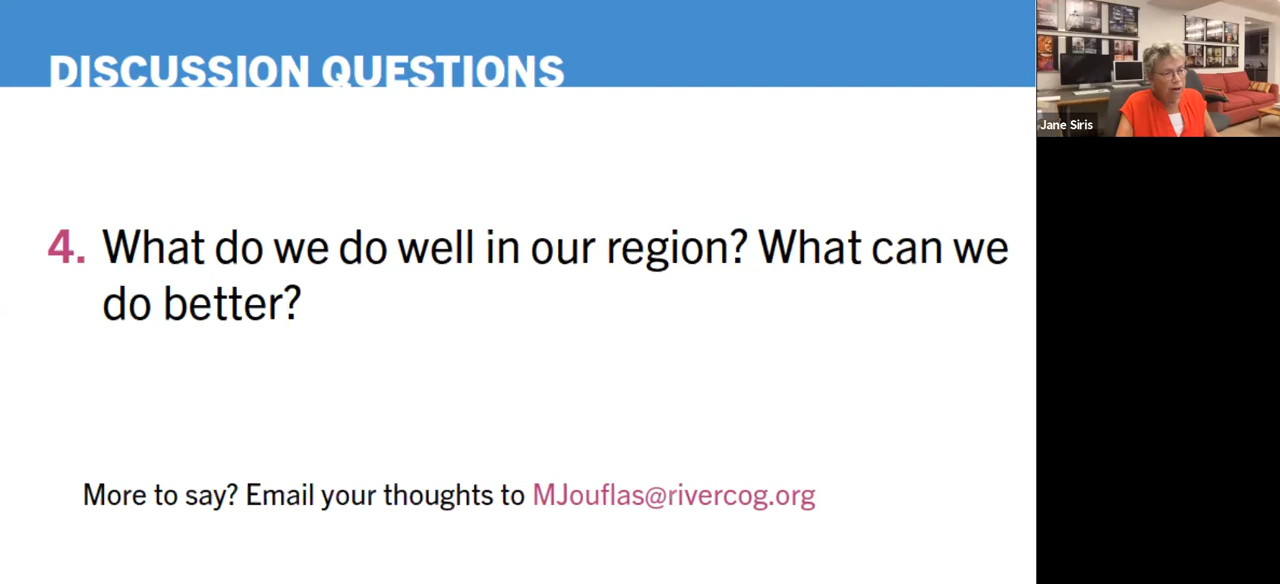 DISCUSSION QUESTIONS
4. What do we do well in our region? What can we
do better?
More to say? Email your thoughts to MJouflas@rivercog.org
Jane Siris